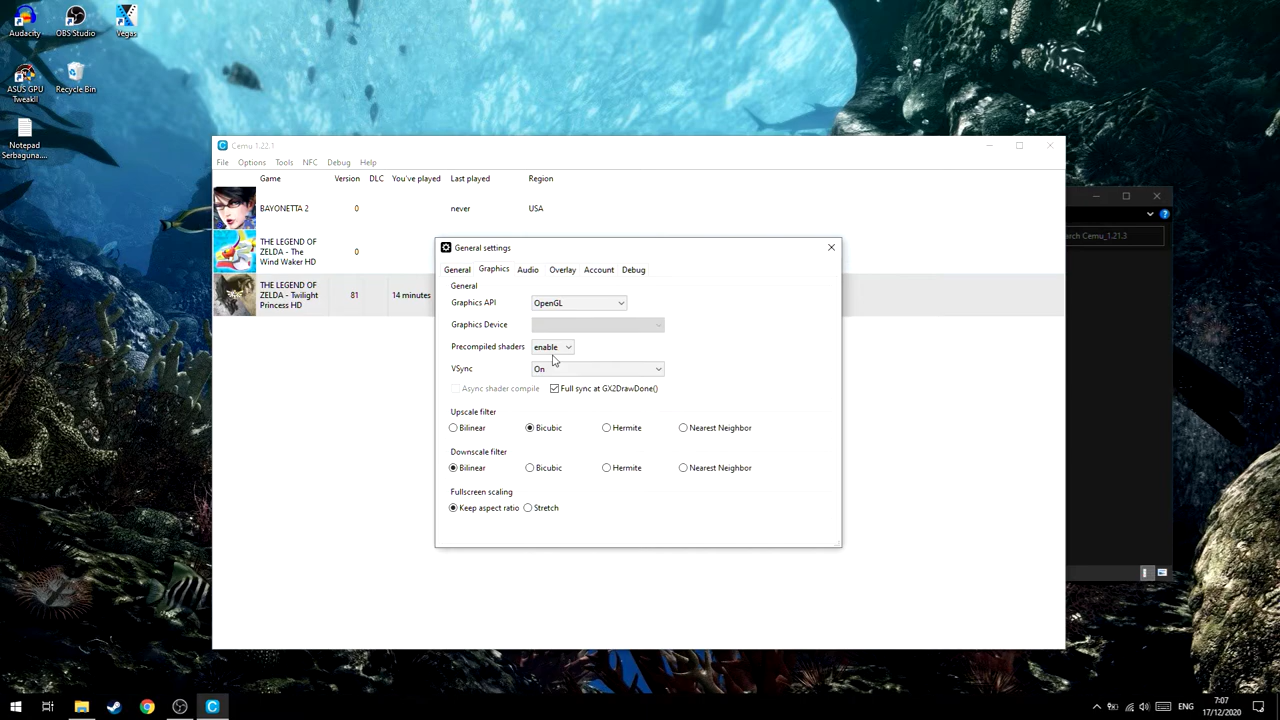 Audacity
OBS Studio
Vegas
ASUS GPU
TweakII
Recycle Bin
Notepad
Serbaguna....
Cemu 1.22.1
File Options Tools NFC Debug Help
Game Version DLC You've played Last played Region
BAYONETTA 2 0 never USA
THE LEGEND OF
ZELDA - The
Wind Waker HD
0
THE LEGEND OF
ZELDA - Twilight
Princess HD
81 14 minutes
arch Cemu_1.21.3
General settings
General Graphics Audio Overlay Account Debug
General
Graphics API OpenGL
Graphics Device
Precompiled shaders enable
VSync On
Async shader compile Full sync at GX2DrawDone()
Upscale filter
Bilinear Bicubic Hermite Nearest Neighbor
Downscale filter
Bilinear Bicubic Hermite Nearest Neighbor
Fullscreen scaling
Keep aspect ratio Stretch
ENG
7:07
17/12/2020